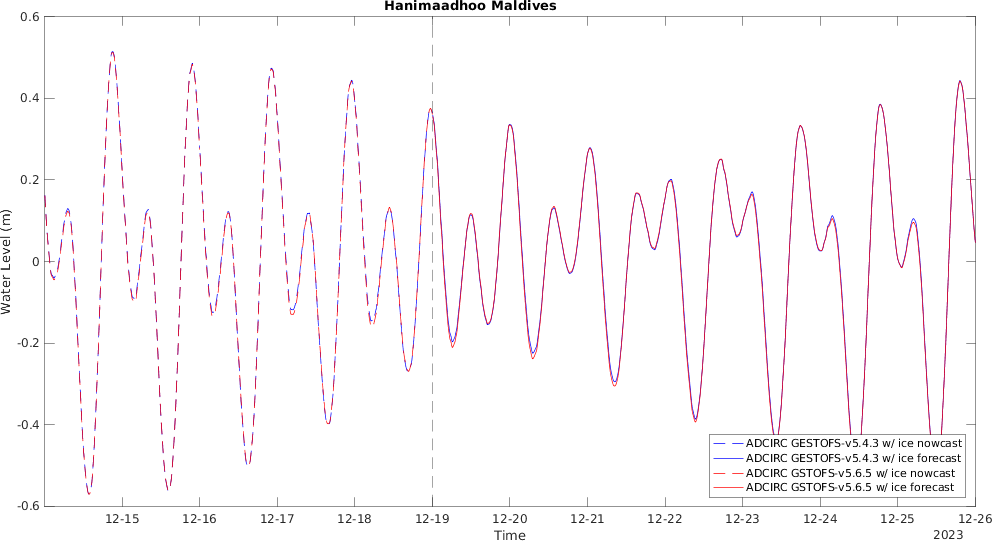 Hanimaadhoo Maldives
0.6
0.4
0.2
0
-0.2
-0.4
-0.6
Water Level (m)
ADCIRC GESTOFS-v5.4.3 w/ ice nowcast
ADCIRC GESTOFS-v5.4.3 w/ ice forecast
ADCIRC GSTOFS-v5.6.5 w/ ice nowcast
ADCIRC GSTOFS-v5.6.5 w/ ice forecast
12-15 12-16 12-17 12-18 12-19 12-20 12-21 12-22 12-23 12-24 12-25 12-26
Time
2023